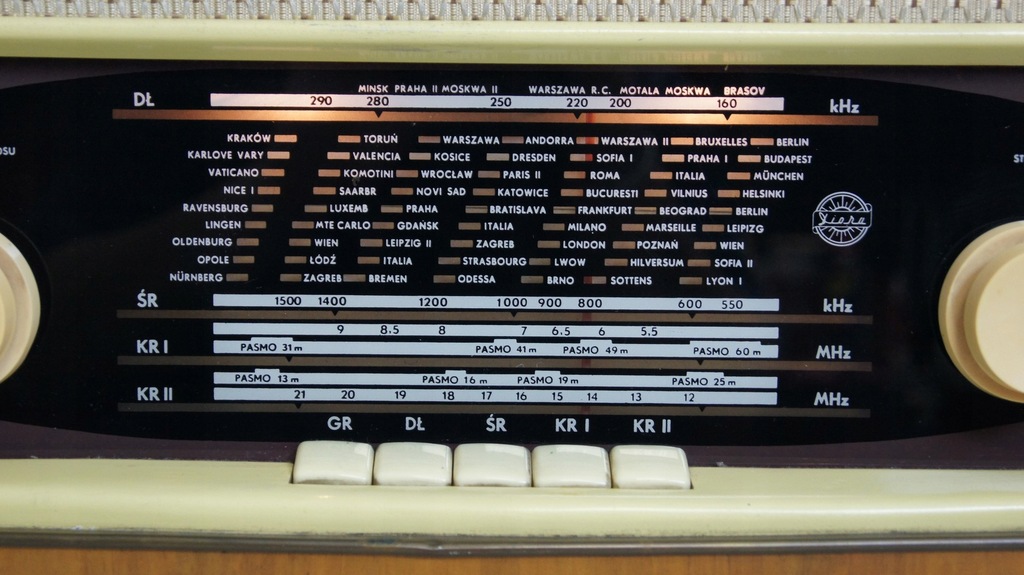 MINSK PRAHA II MOSKWA II WARSZAWA R.C. MOTALA MOSKWA BRASOV
DŁ 290 280 250 220 200 160 kHz
KRAKÓW TORUŃ WARSZAWA ANDORRA WARSZAWA II BRUXELLES BERLIN
KARLOVE VARY VALENCIA KOSICE DRESDEN SOFIA I PRAHA I BUDAPEST
VATICANO KOMOTINI WROCŁAW PARIS II ROMA ITALIA MÜNCHEN
NICE I SAARBR NOVI SAD KATOWICE BUCURESTI VILNIUS HELSINKI
RAVENSBURG LUXEMB PRAHA BRATISLAVA FRANKFURT BEOGRAD BERLIN
LINGEN MTE CARLO GDAŃSK ITALIA MILANO MARSEILLE LEIPZG
OLDENBURG WIEN LEIPZIG II ZAGREB LONDON POZNAŃ WIEN
OPOLE ŁÓDŹ ITALIA STRASBOURG LWOW HILVERSUM SOFIA II
NÜRNBERG ZAGREB BREMEN ODESSA BRNO SOTTENS LYON I
ŚR 1500 1400 1200 1000 900 800 600 550 kHz
9 8.5 8 7 6.5 6 5.5
KR I PASMO 31 m PASMO 41 m PASMO 49 m PASMO 60 m MHz
PASMO 13 m PASMO 16 m PASMO 19 m PASMO 25 m
KR II 21 20 19 18 17 16 15 14 13 12 MHz
GR DŁ ŚR KR I KR II